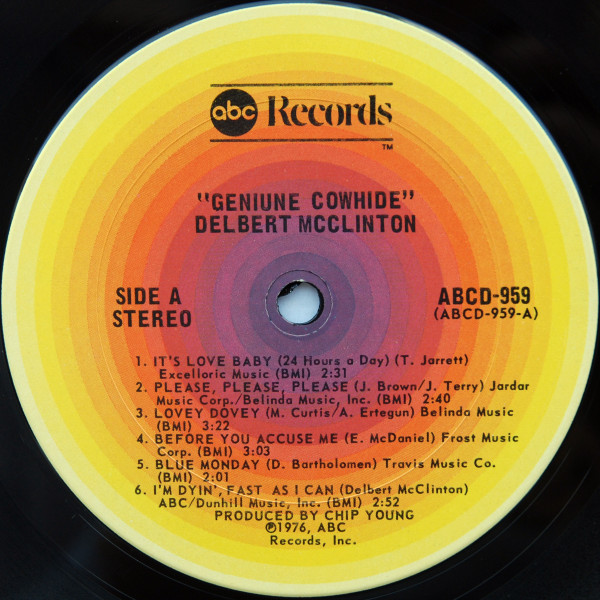 abc Records
TM
"GENIUNE COWHIDE"
DELBERT MCCLINTON
SIDE A
STEREO
ABCD-959
(ABCD-959-A)
1. IT'S LOVE BABY (24 Hours a Day) (T. Jarrett)
Excelloric Music (BMI) 2:31
2. PLEASE, PLEASE, PLEASE (J. Brown/J. Terry) Jardar
Music Corp./Belinda Music, Inc. (BMI) 2:40
3. LOVEY DOVEY (M. Curtis/A. Ertegun) Belinda Music
(BMI) 3:22
4. BEFORE YOU ACCUSE ME (E. McDaniel) Frost Music
Corp. (BMI) 3:03
5. BLUE MONDAY (D. Bartholomen) Travis Music Co.
(BMI) 2:01
6. I'M DYIN', FAST AS I CAN (Delbert McClinton)
ABC/Dunhill Music, Inc. (BMI) 2:52
PRODUCED BY CHIP YOUNG
℗1976, ABC
Records, Inc.